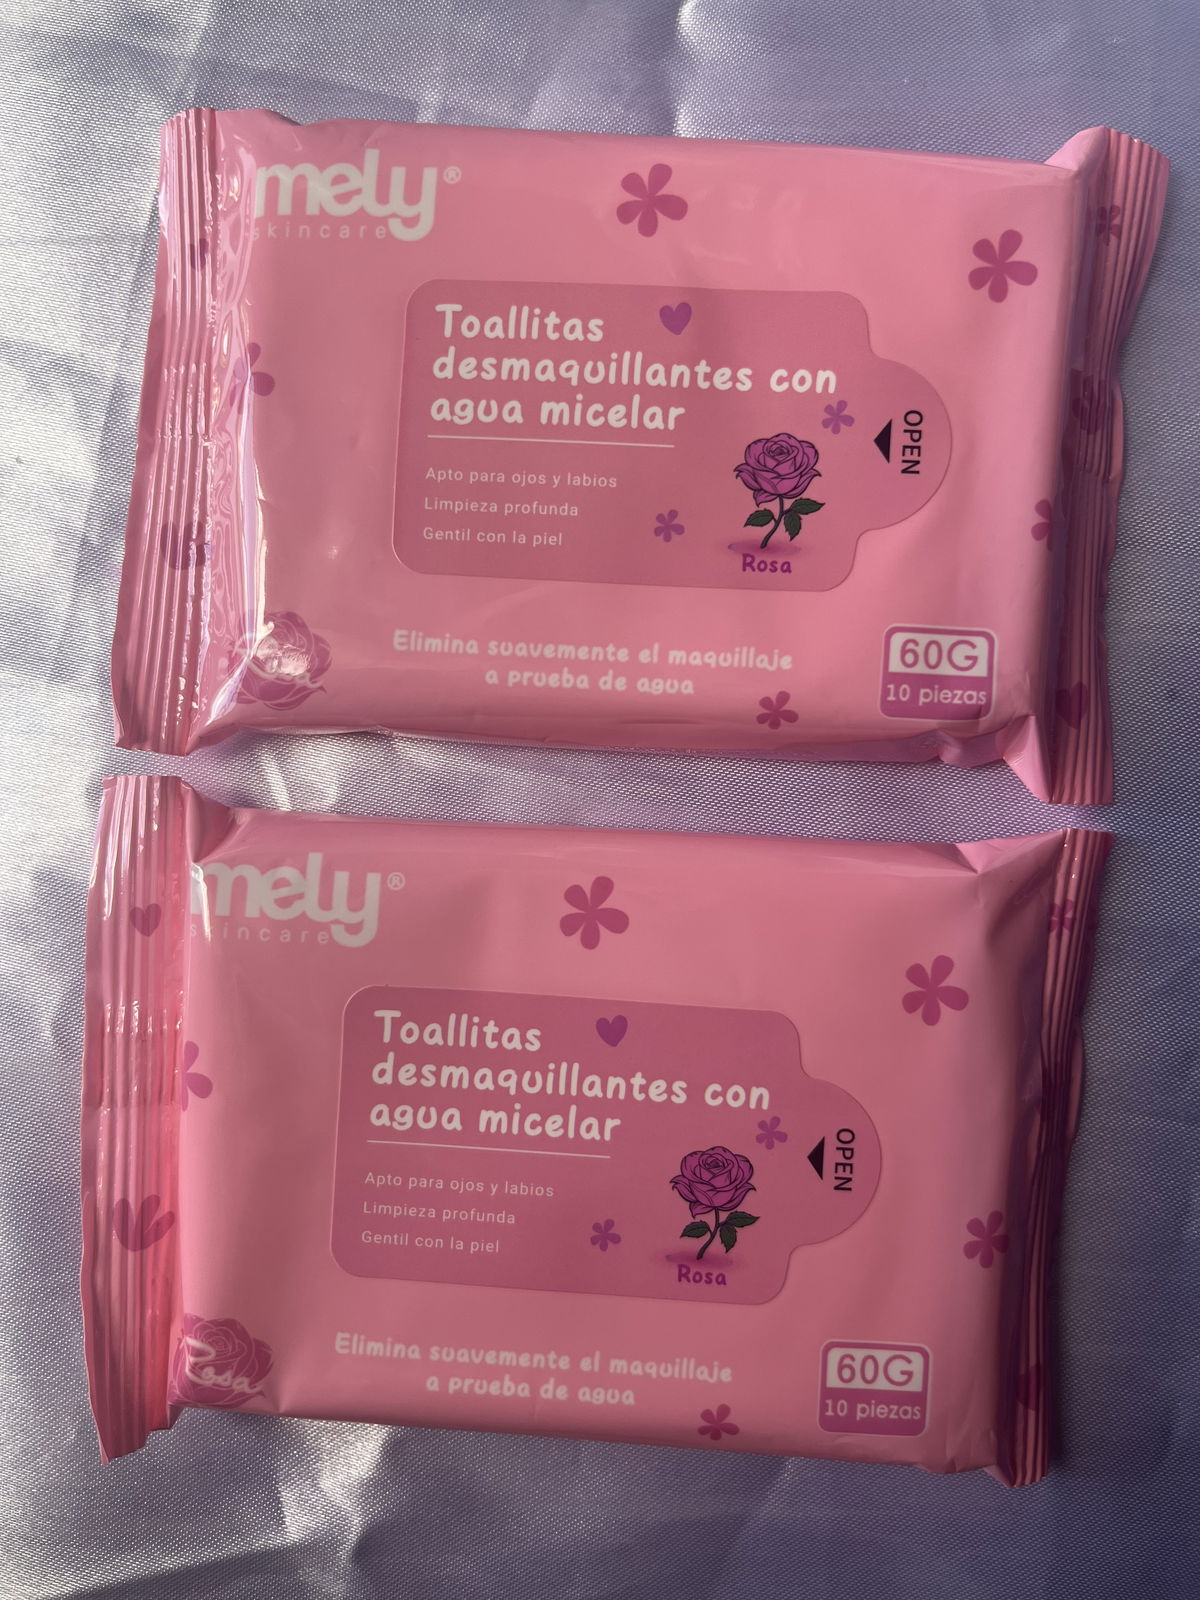 mely®
skincare
Toallitas
desmaquillantes con
agua micelar
Apto para ojos y labios
Limpieza profunda
Gentil con la piel
OPEN
Rosa
Elimina suavemente el maquillaje
a prueba de agua
60G
10 piezas
mely®
skincare
Toallitas
desmaquillantes con
agua micelar
Apto para ojos y labios
Limpieza profunda
Gentil con la piel
OPEN
Rosa
Elimina suavemente el maquillaje
a prueba de agua
Rosa
60G
10 piezas